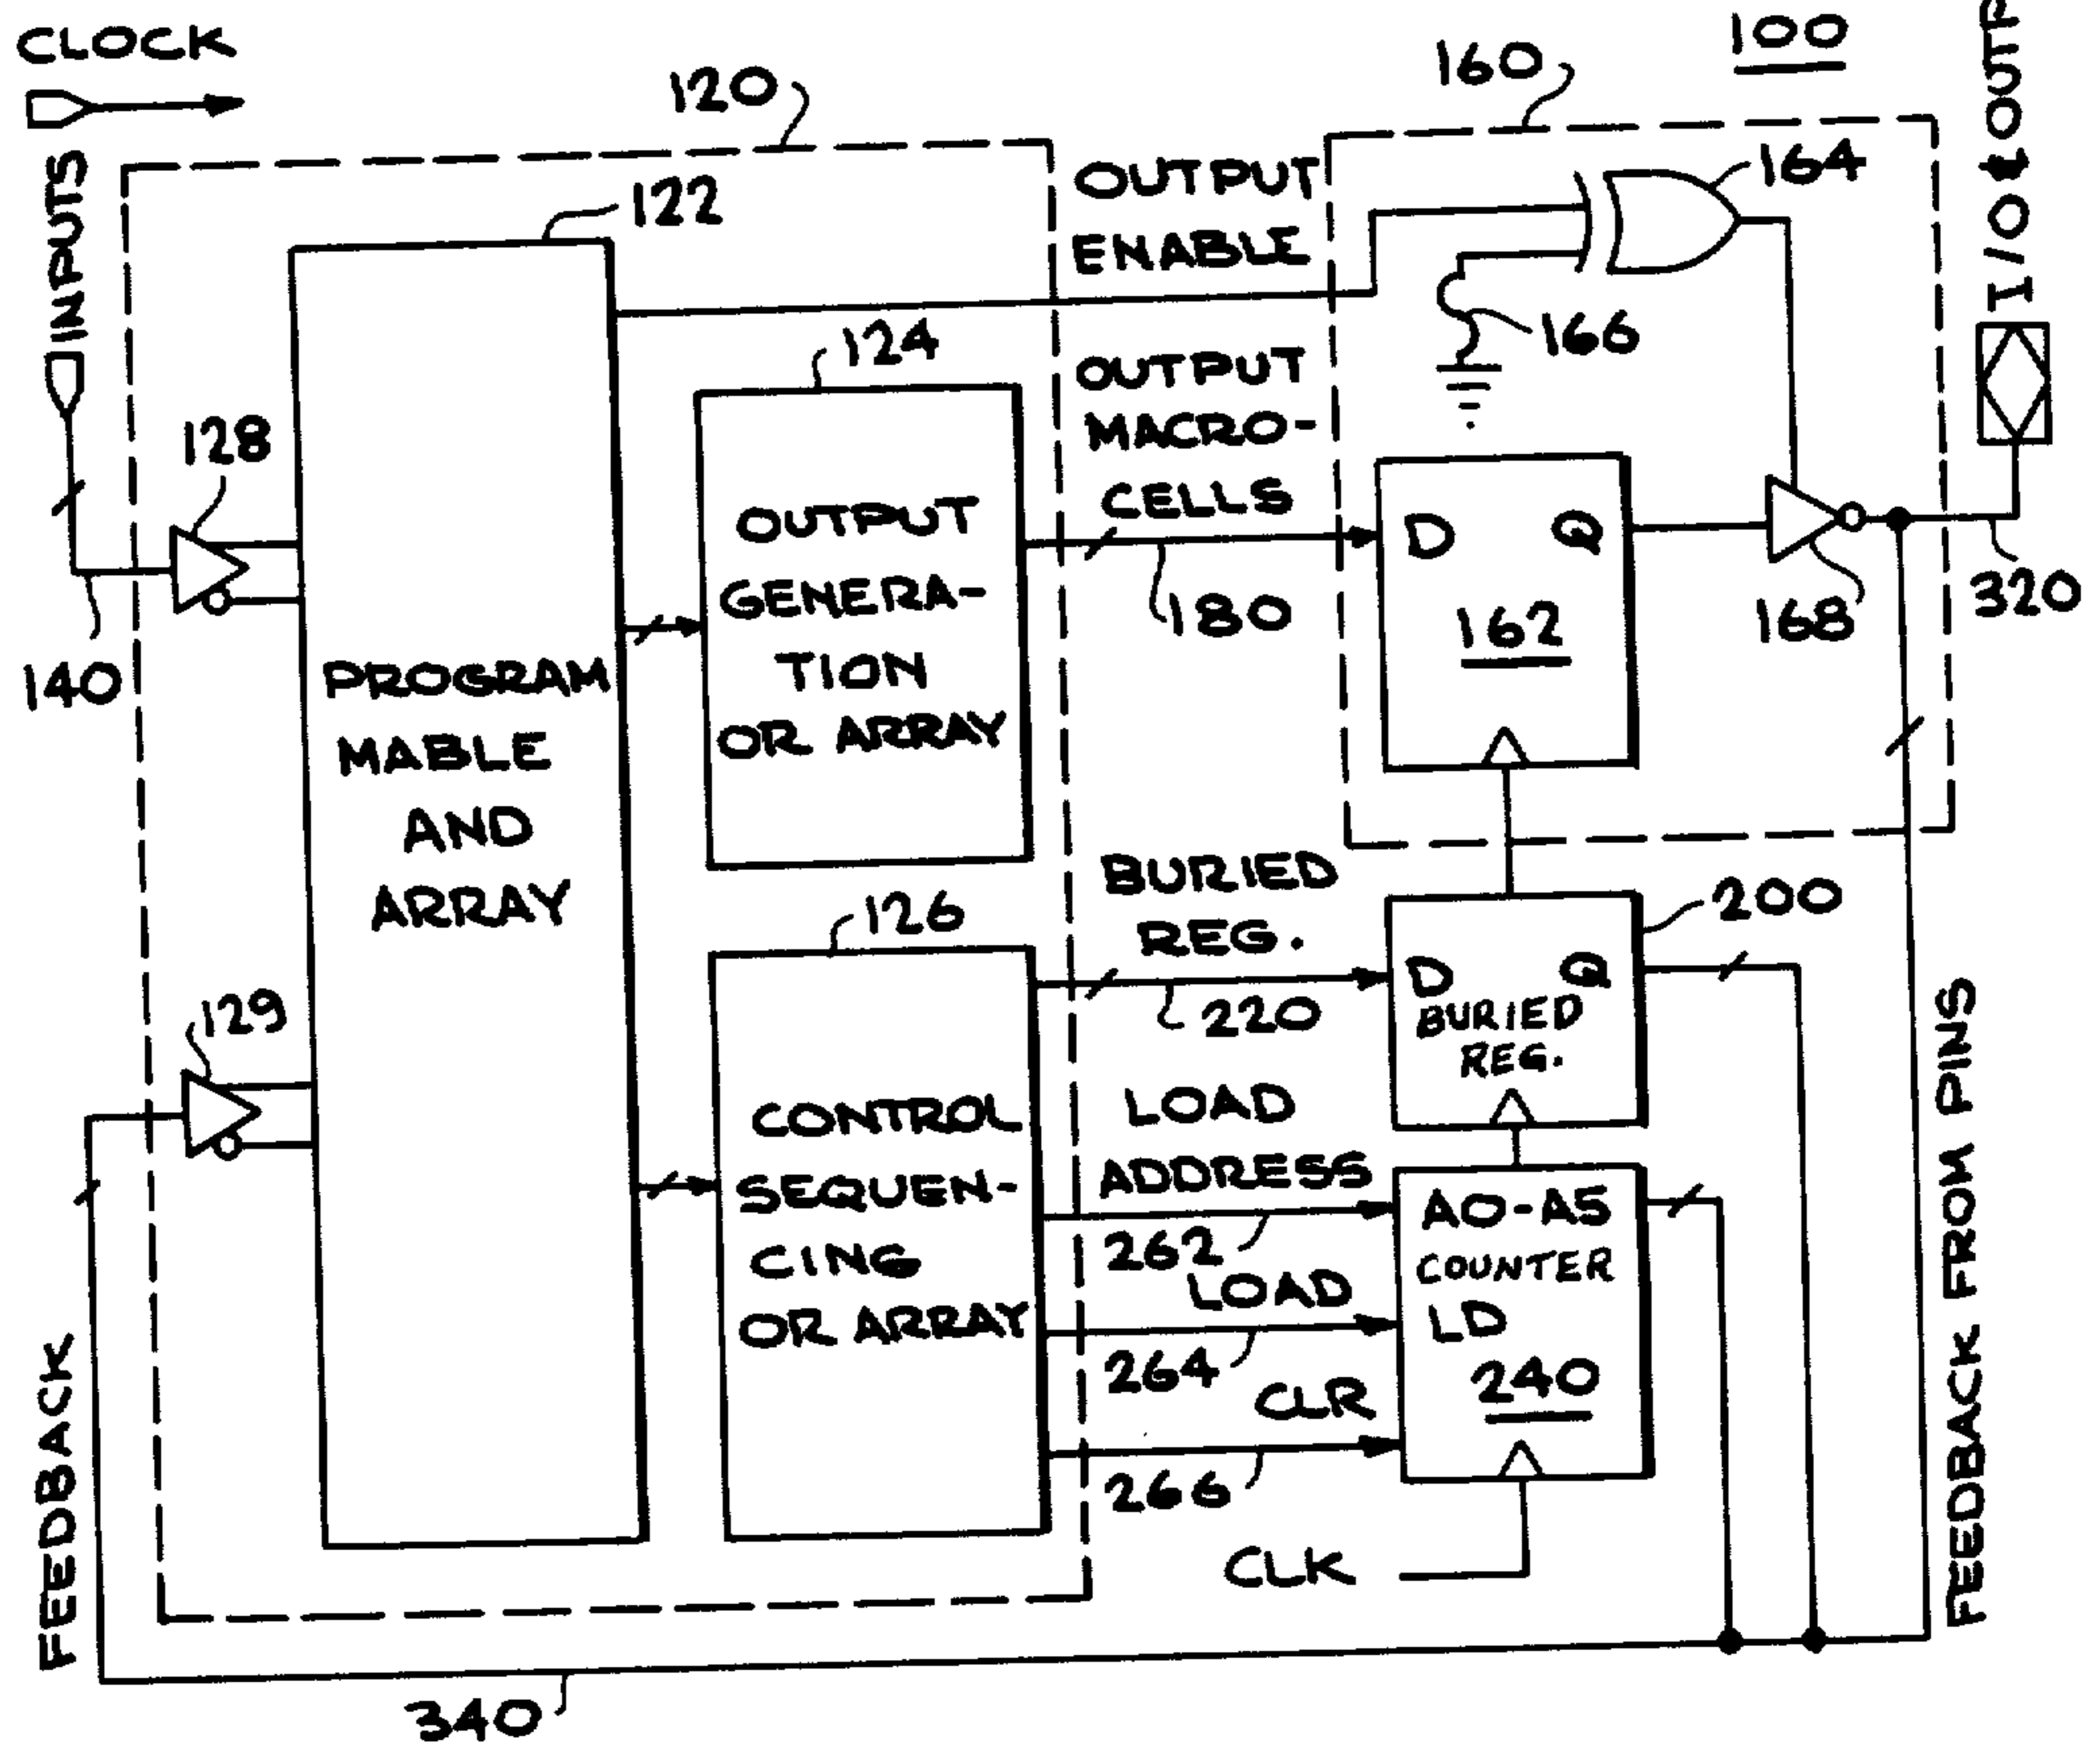 CLOCK
100
160
120
164
INPUTS
OUTPUT
ENABLE
122
I/O &
166
124
OUTPUT
MACRO-
CELLS
128
D Q
162
OUTPUT
GENERA-
TION
OR ARRAY
180
168
320
140
PROGRAM
MABLE
AND
ARRAY
BURIED
REG.
200
126
D Q
BURIED
REG.
220
129
CONTROL
SEQUEN-
CING
OR ARRAY
LOAD
ADDRESS
262
A0-A5
COUNTER
LD
240
LOAD
264
CLR
266
CLK
FEEDBACK
FEEDBACK FROM PINS
340